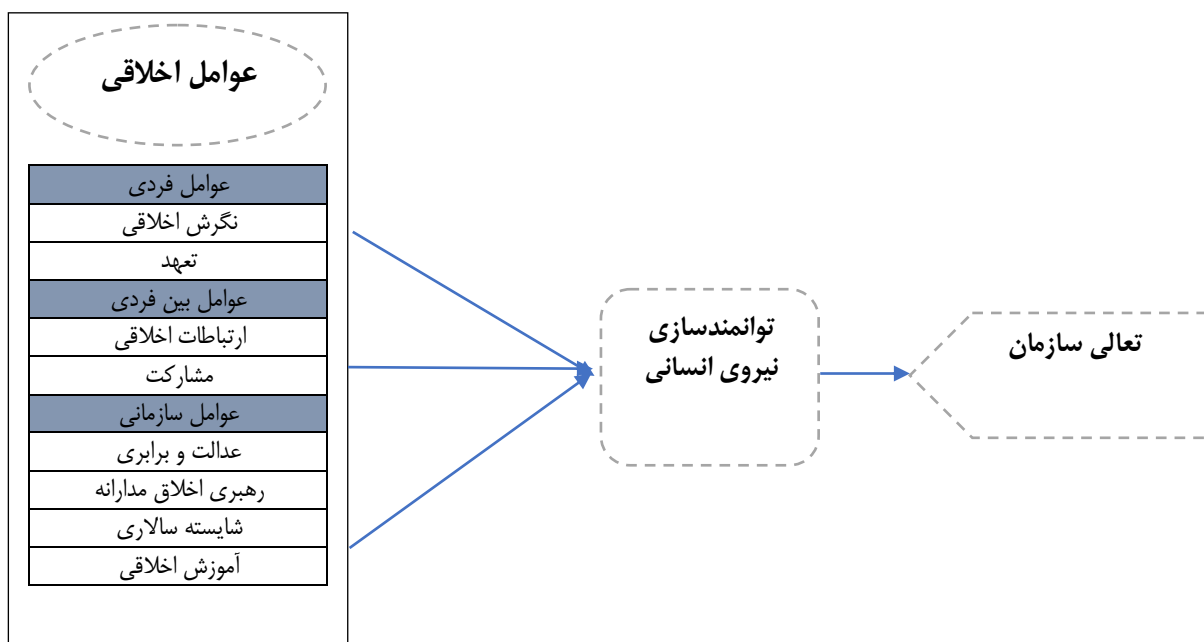 عوامل اخلاقی
عوامل فردی
نگرش اخلاقی
تعهد
عوامل بین فردی
ارتباطات اخلاقی
مشارکت
عوامل سازمانی
عدالت و برابری
رهبری اخلاق مدارانه
شایسته سالاری
آموزش اخلاقی
توانمندسازی
نیروی انسانی
تعالی سازمان